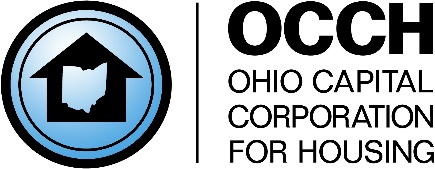 OCCH
OHIO CAPITAL
CORPORATION
FOR HOUSING